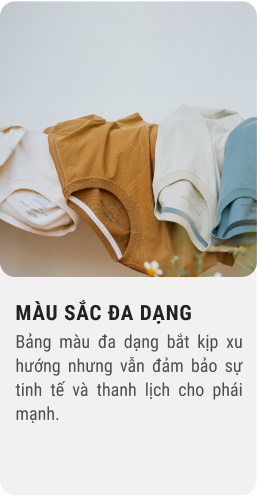 MÀU SẮC ĐA DẠNG
Bảng màu đa dạng bắt kịp xu
hướng nhưng vẫn đảm bảo sự
tinh tế và thanh lịch cho phái
mạnh.